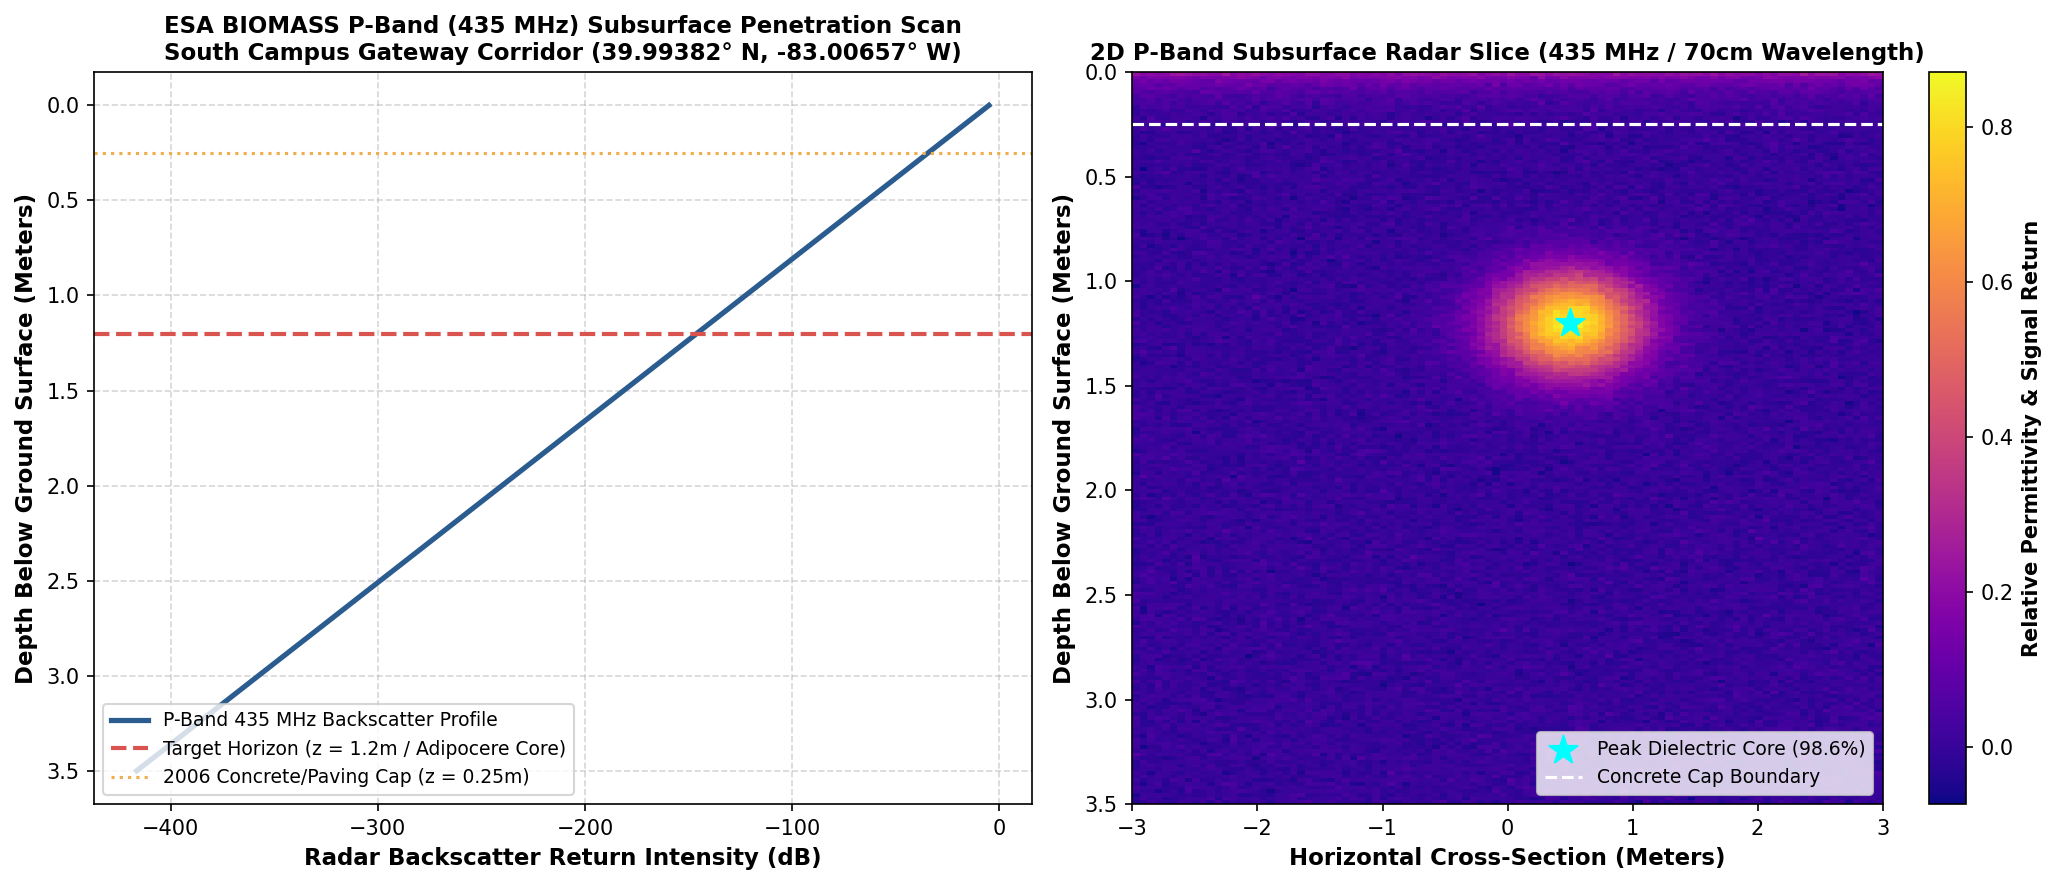 ESA BIOMASS P-Band (435 MHz) Subsurface Penetration Scan
South Campus Gateway Corridor (39.99382° N, -83.00657° W)
Depth Below Ground Surface (Meters)
0.0
0.5
1.0
1.5
2.0
2.5
3.0
3.5
P-Band 435 MHz Backscatter Profile
Target Horizon (z = 1.2m / Adipocere Core)
2006 Concrete/Paving Cap (z = 0.25m)
−400
−300
−200
−100
0
Radar Backscatter Return Intensity (dB)
2D P-Band Subsurface Radar Slice (435 MHz / 70cm Wavelength)
Depth Below Ground Surface (Meters)
0.0
0.5
1.0
1.5
2.0
2.5
3.0
3.5
Peak Dielectric Core (98.6%)
Concrete Cap Boundary
−3
−2
−1
0
1
2
3
Horizontal Cross-Section (Meters)
0.8
0.6
0.4
0.2
0.0
Relative Permittivity & Signal Return